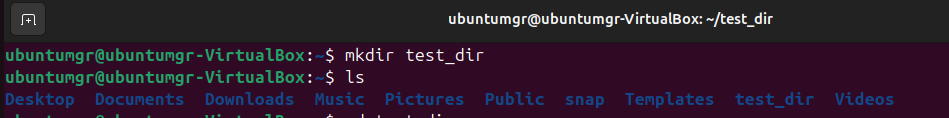 ubuntumgr@ubuntumgr-VirtualBox: ~/test_dir
ubuntumgr@ubuntumgr-VirtualBox:~$ mkdir test_dir
ubuntumgr@ubuntumgr-VirtualBox:~$ ls
Desktop Documents Downloads Music Pictures Public snap Templates test_dir Videos